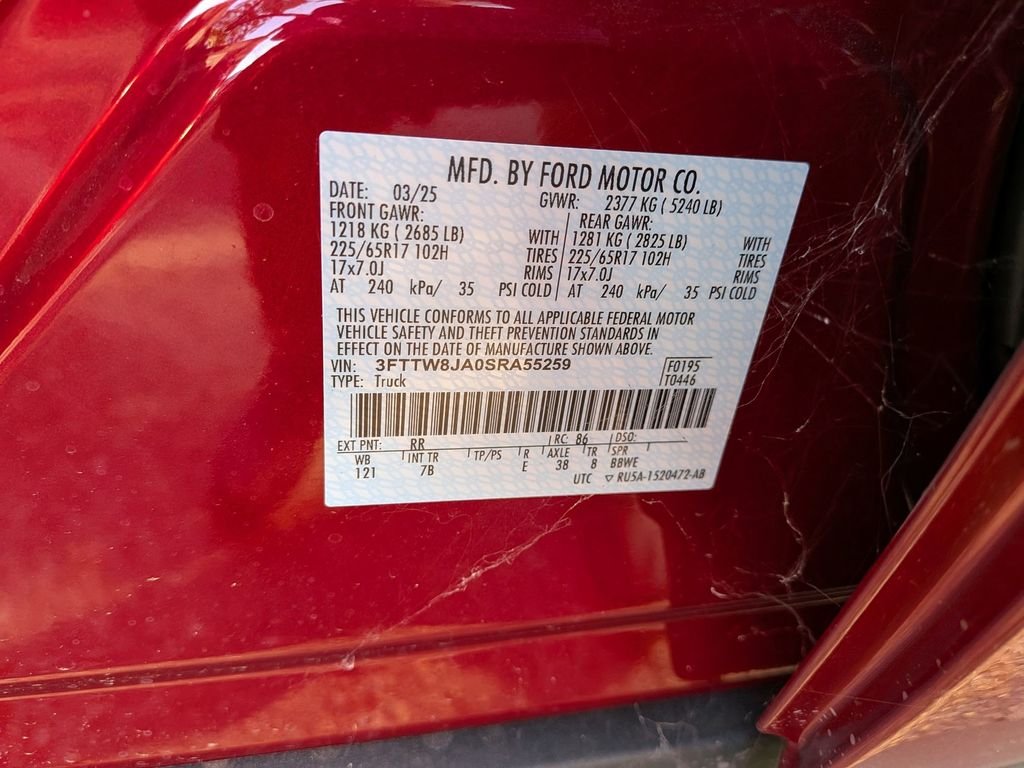 MFD. BY FORD MOTOR CO.
DATE: 03/25 GVWR: 2377 KG ( 5240 LB)
FRONT GAWR: REAR GAWR:
1218 KG ( 2685 LB) WITH 1281 KG ( 2825 LB) WITH
225/65R17 102H TIRES 225/65R17 102H TIRES
17x7.0J RIMS 17x7.0J RIMS
AT 240 kPa/ 35 PSI COLD AT 240 kPa/ 35 PSI COLD
THIS VEHICLE CONFORMS TO ALL APPLICABLE FEDERAL MOTOR
VEHICLE SAFETY AND THEFT PREVENTION STANDARDS IN
EFFECT ON THE DATE OF MANUFACTURE SHOWN ABOVE.
VIN: 3FTTW8JA0SRA55259 F0195
TYPE: Truck T0446
EXT PNT: RR RC: 86 DSO:
WB INT TR TP/PS R AXLE TR SPR
121 7B E 38 8 BBWE
UTC ▽ RU5A-1520472-AB